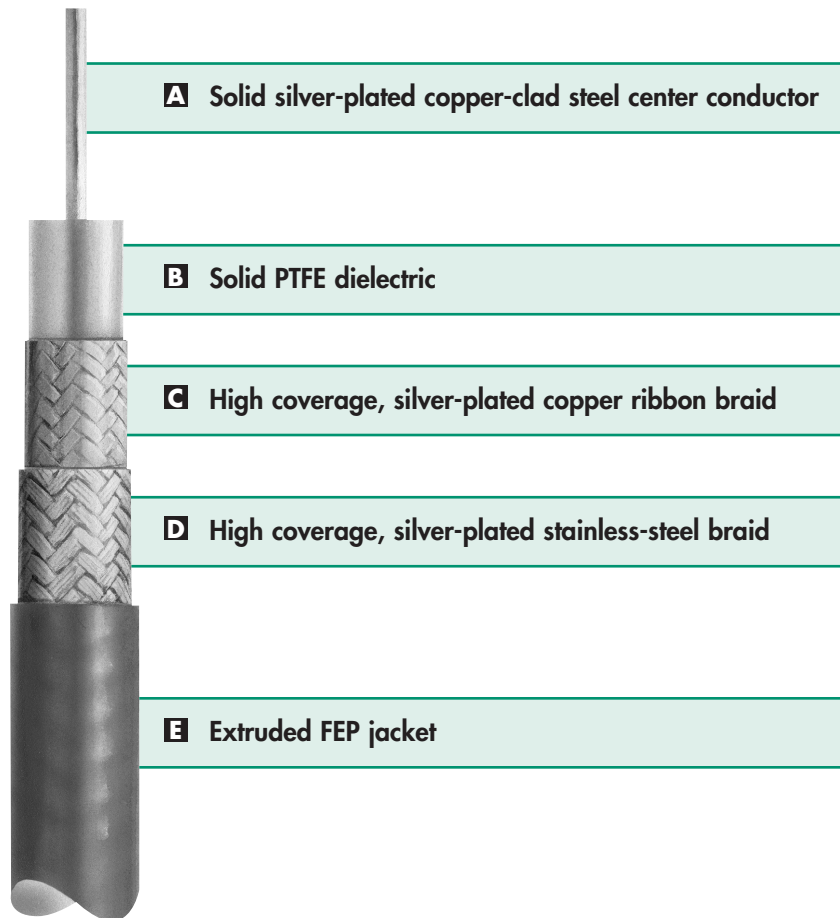 A Solid silver-plated copper-clad steel center conductor
B Solid PTFE dielectric
C High coverage, silver-plated copper ribbon braid
D High coverage, silver-plated stainless-steel braid
E Extruded FEP jacket